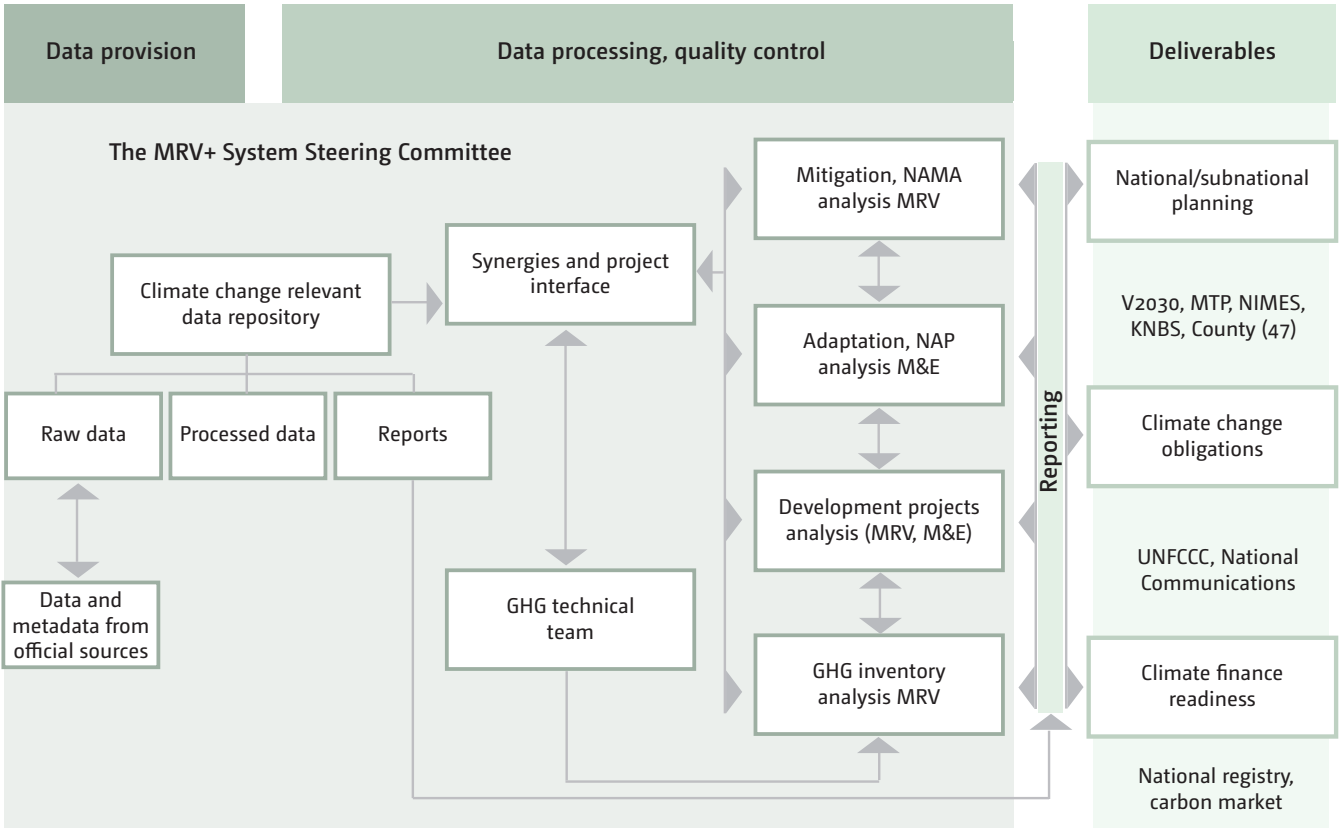 Data provision
Data processing, quality control
Deliverables
The MRV+ System Steering Committee
Climate change relevant
data repository
Raw data
Processed data
Reports
Data and
metadata from
official sources
Synergies and project
interface
GHG technical
team
Mitigation, NAMA
analysis MRV
Adaptation, NAP
analysis M&E
Development projects
analysis (MRV, M&E)
GHG inventory
analysis MRV
Reporting
National/subnational
planning
V2030, MTP, NIMES,
KNBS, County (47)
Climate change
obligations
UNFCCC, National
Communications
Climate finance
readiness
National registry,
carbon market